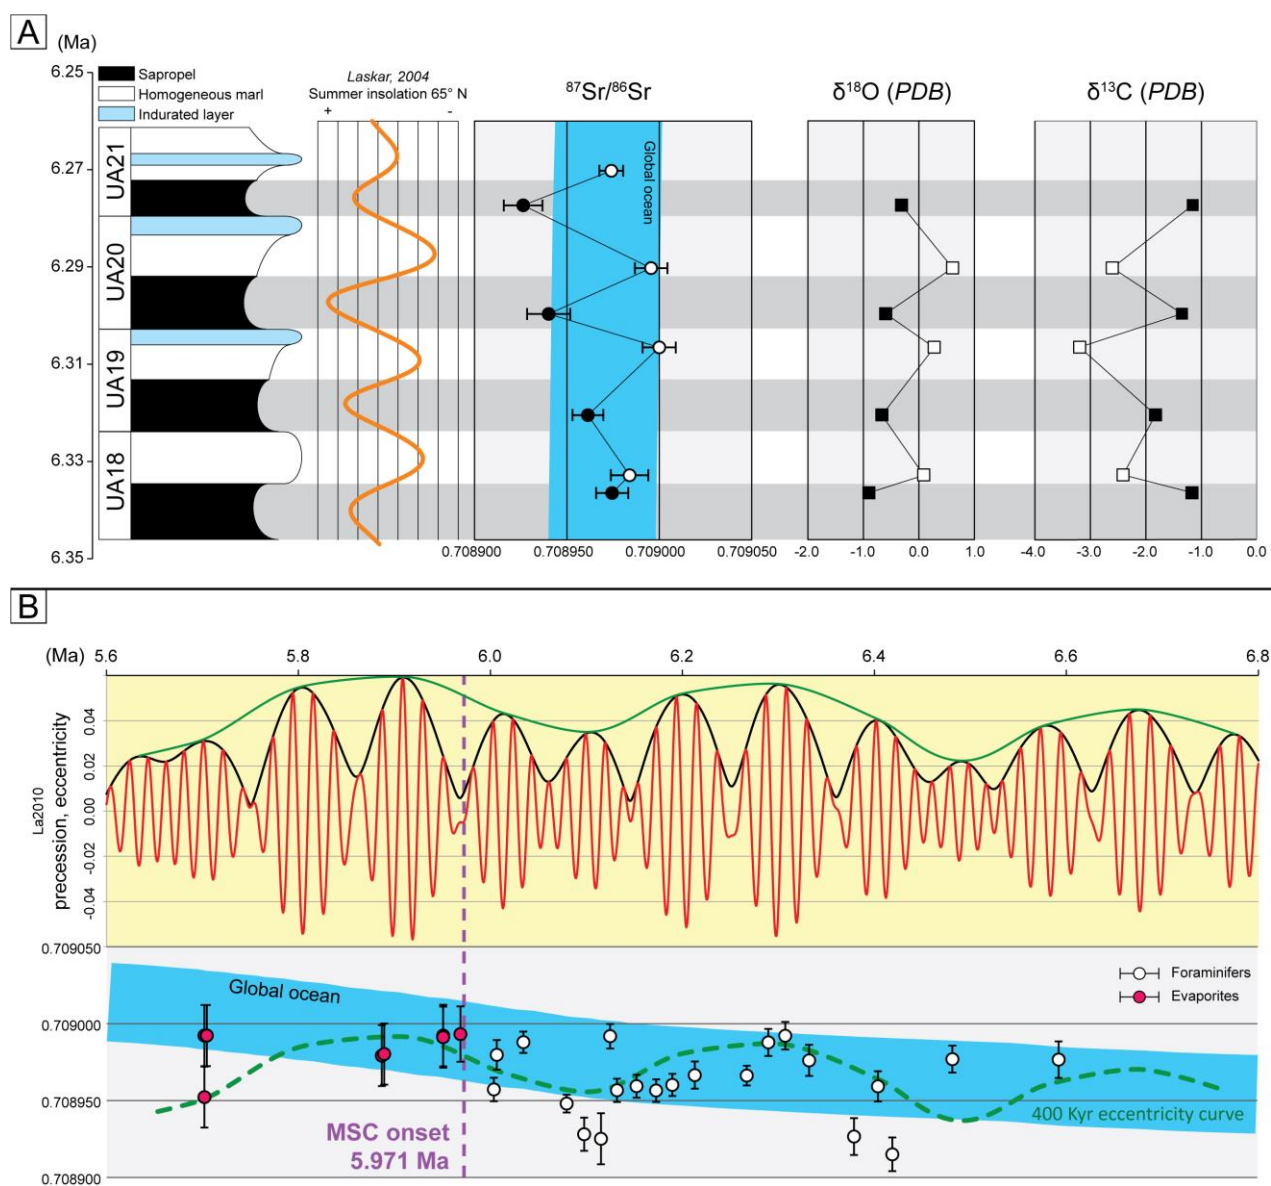 A
(Ma)
6.25
6.27
6.29
6.31
6.33
6.35
Sapropel
Homogeneous marl
Indurated layer
UA21
UA20
UA19
UA18
Laskar, 2004
Summer insolation 65° N
+ -
⁸⁷Sr/⁸⁶Sr
Global ocean
0.708900 0.708950 0.709000 0.709050
δ¹⁸O (PDB)
-2.0 -1.0 0.0 1.0
δ¹³C (PDB)
-4.0 -3.0 -2.0 -1.0 0.0
B
(Ma) 5.6 5.8 6.0 6.2 6.4 6.6 6.8
La2010
precession, eccentricity
0.04
0.02
0.00
-0.02
-0.04
0.709050
0.709000
0.708950
0.708900
Global ocean
Foraminifers
Evaporites
400 Kyr eccentricity curve
MSC onset
5.971 Ma